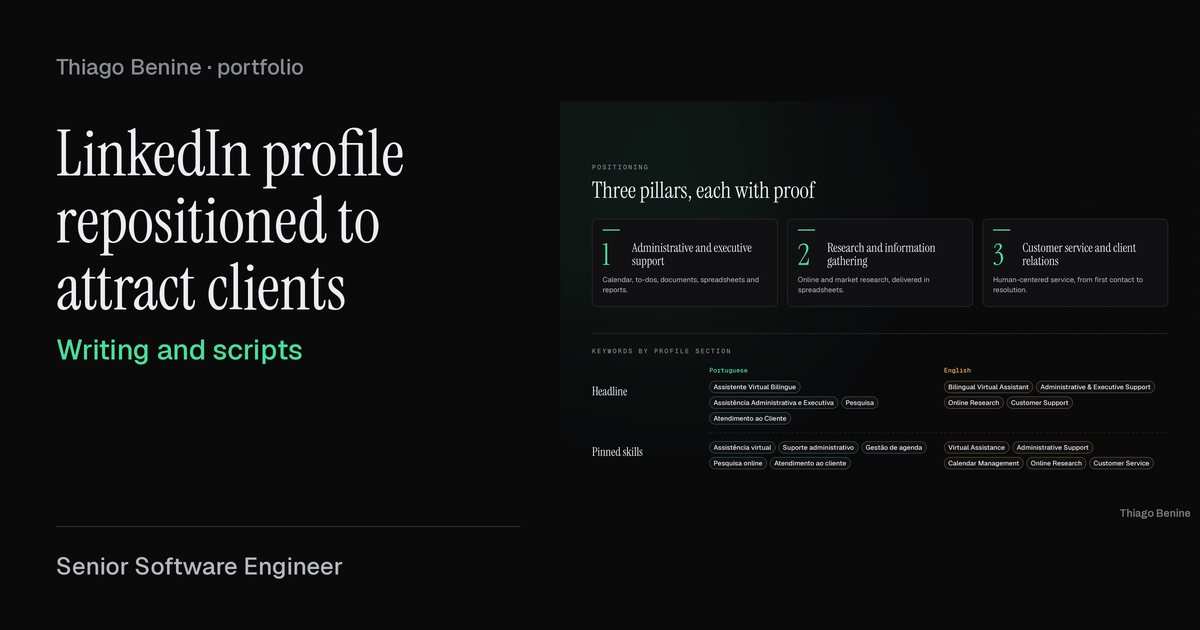 Thiago Benine · portfolio
LinkedIn profile
repositioned to
attract clients
Writing and scripts
Senior Software Engineer
POSITIONING
Three pillars, each with proof
1
Administrative and executive
support
Calendar, to-dos, documents, spreadsheets and
reports.
2
Research and information
gathering
Online and market research, delivered in
spreadsheets.
3
Customer service and client
relations
Human-centered service, from first contact to
resolution.
KEYWORDS BY PROFILE SECTION
Portuguese
English
Headline
Assistente Virtual Bilíngue
Assistência Administrativa e Executiva
Pesquisa
Atendimento ao Cliente
Bilingual Virtual Assistant
Administrative & Executive Support
Online Research
Customer Support
Pinned skills
Assistência virtual
Suporte administrativo
Gestão de agenda
Pesquisa online
Atendimento ao cliente
Virtual Assistance
Administrative Support
Calendar Management
Online Research
Customer Service
Thiago Benine